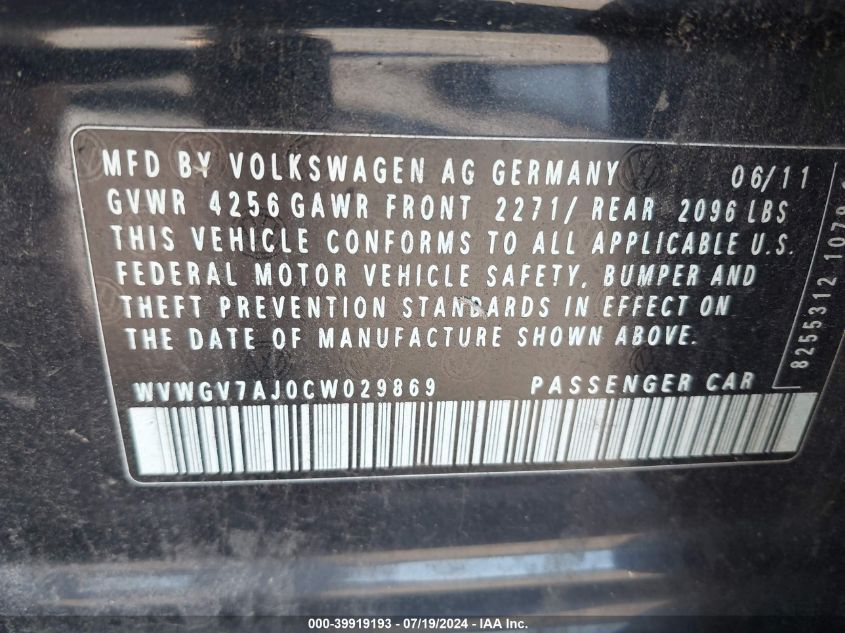 MFD BY VOLKSWAGEN AG GERMANY 06/11
GVWR 4256 GAWR FRONT 2271/ REAR 2096 LBS
THIS VEHICLE CONFORMS TO ALL APPLICABLE U.S.
FEDERAL MOTOR VEHICLE SAFETY, BUMPER AND
THEFT PREVENTION STANDARDS IN EFFECT ON
THE DATE OF MANUFACTURE SHOWN ABOVE.
WVWGV7AJ0CW029869 PASSENGER CAR
8255312
000-39919193 - 07/19/2024 - IAA Inc.